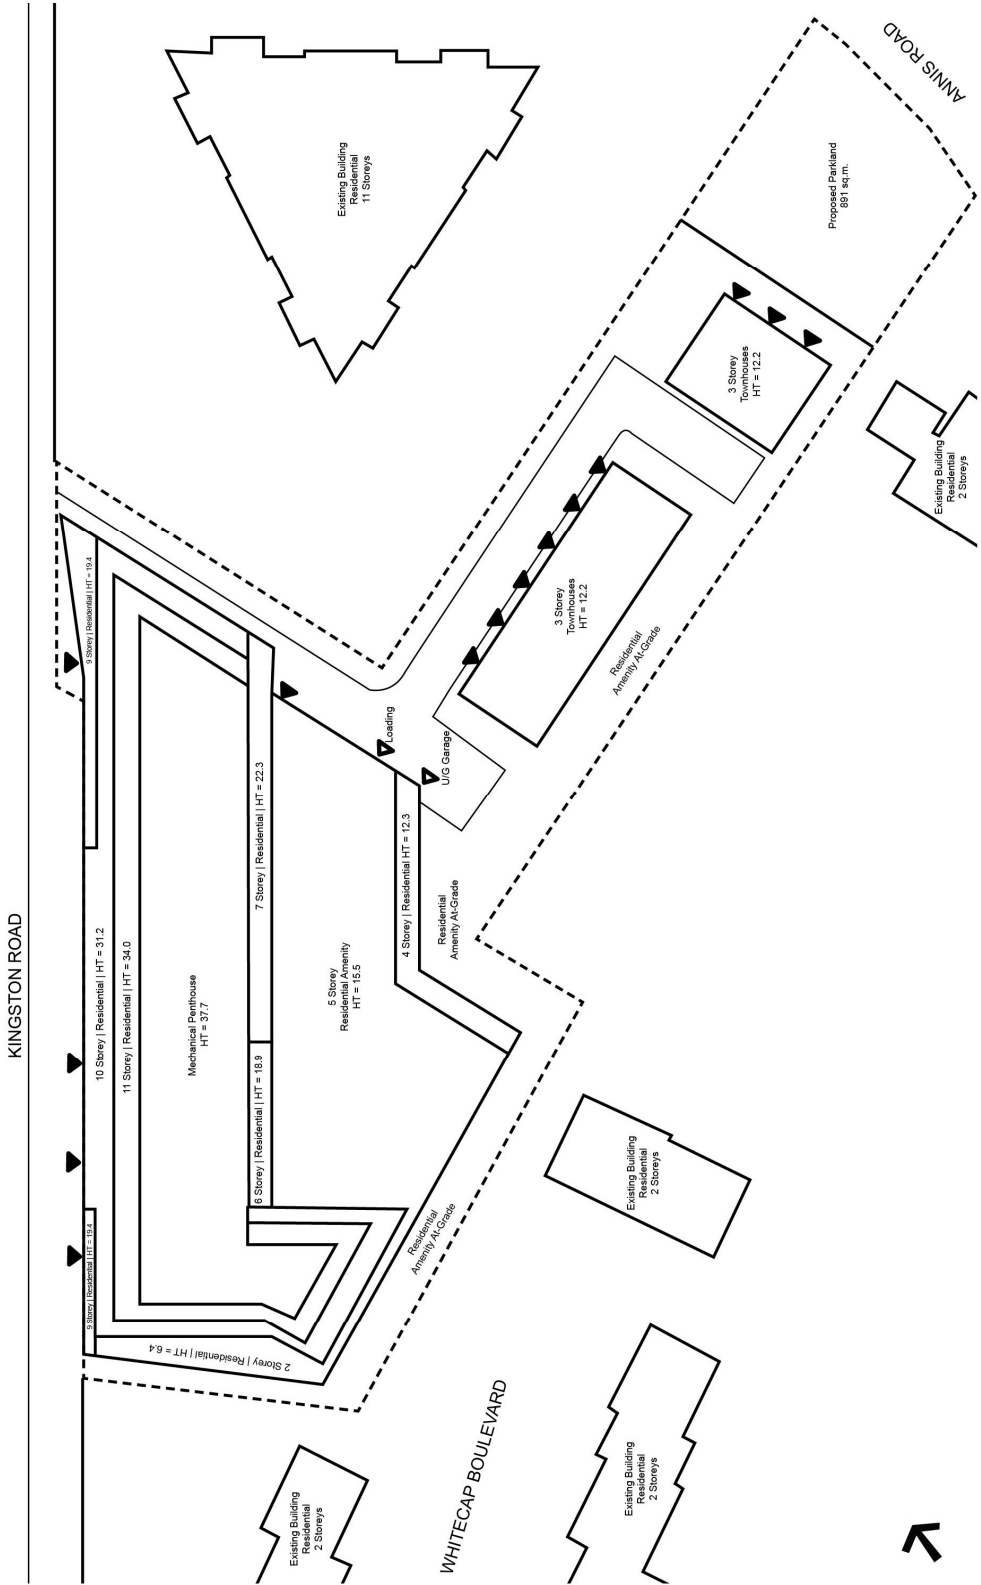 KINGSTON ROAD
ANNIS ROAD
Existing Building
Residential
11 Storeys
Proposed Parkland
891 sq.m.
3 Storey
Townhouses
HT = 12.2
Existing Building
Residential
2 Storeys
3 Storey
Townhouses
HT = 12.2
Residential
Amenity At-Grade
9 Storey | Residential | HT = 19.4
Loading
U/G Garage
7 Storey | Residential | HT = 22.3
4 Storey | Residential HT = 12.3
Residential
Amenity At-Grade
10 Storey | Residential | HT = 31.2
11 Storey | Residential | HT = 34.0
Mechanical Penthouse
HT = 37.7
5 Storey
Residential Amenity
HT = 15.5
6 Storey | Residential | HT = 18.9
9 Storey | Residential | HT = 19.4
2 Storey | Residential | HT = 6.4
Residential
Amenity At-Grade
Existing Building
Residential
2 Storeys
WHITECAP BOULEVARD
Existing Building
Residential
2 Storeys
Existing Building
Residential
2 Storeys